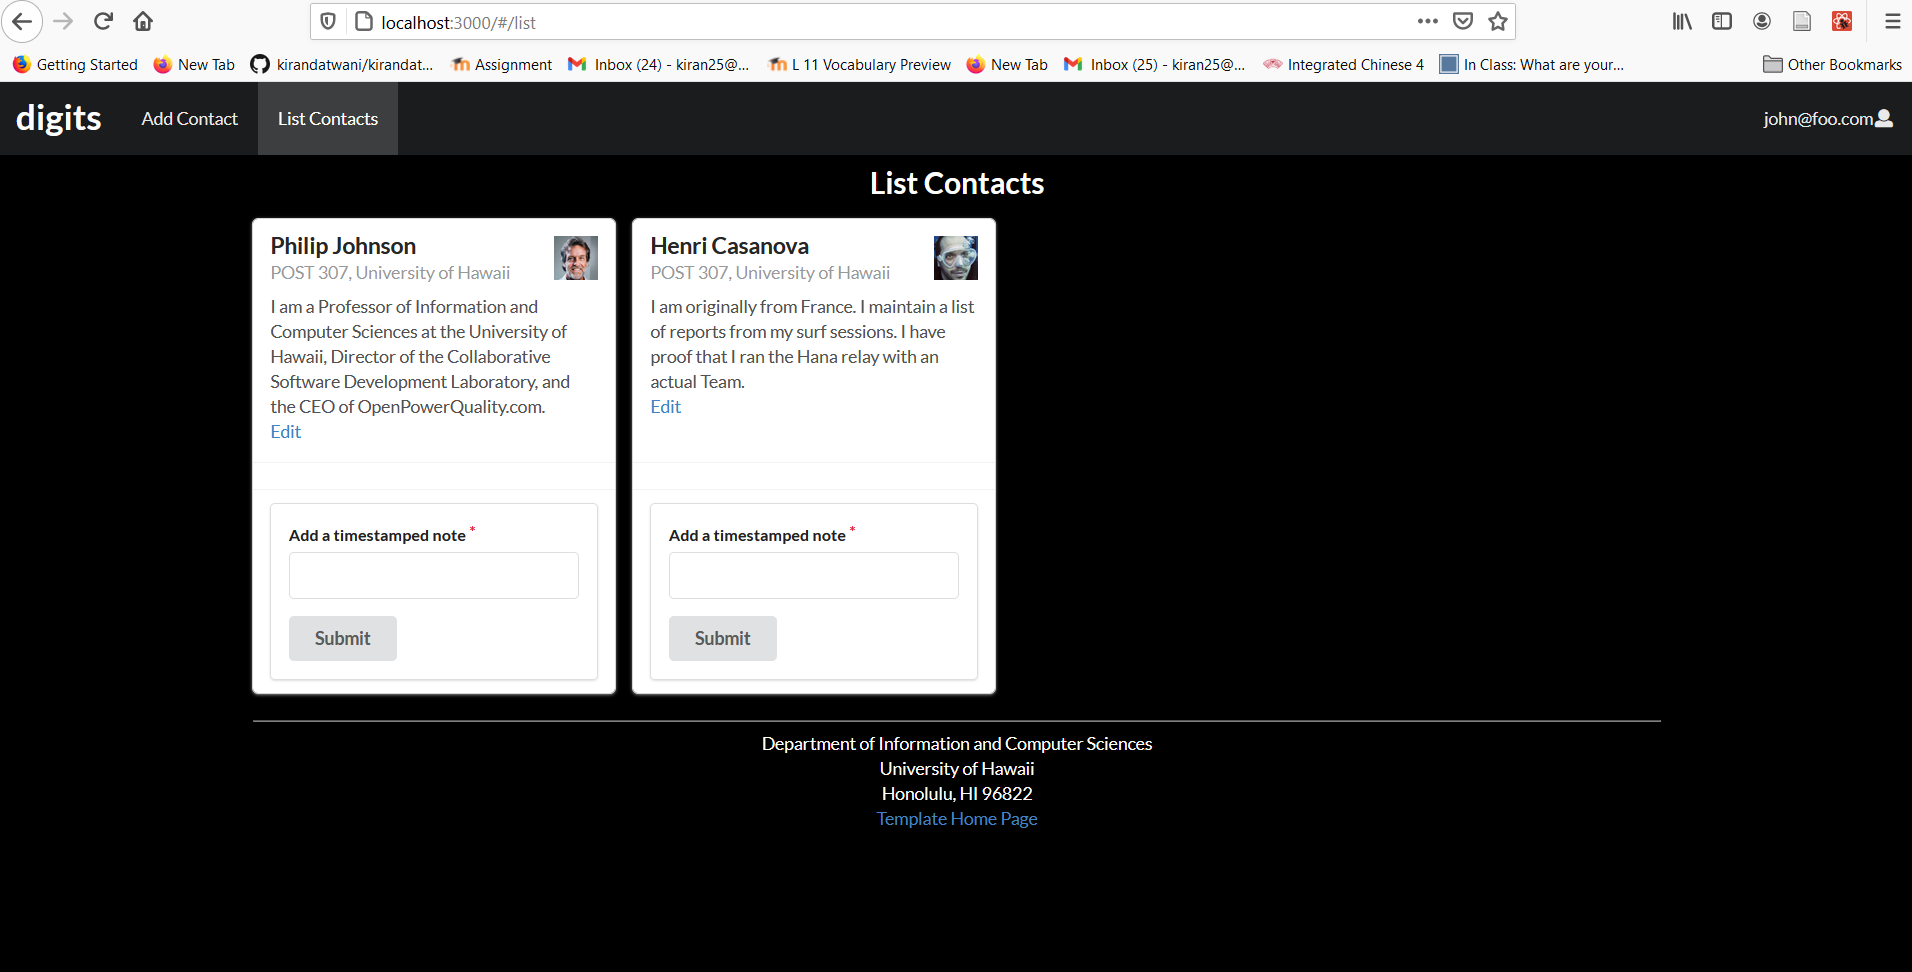 localhost:3000/#/list
Getting Started
New Tab
kirandatwani/kirandat...
Assignment
Inbox (24) - kiran25@...
L 11 Vocabulary Preview
New Tab
Inbox (25) - kiran25@...
Integrated Chinese 4
In Class: What are your...
Other Bookmarks
digits
Add Contact
List Contacts
john@foo.com
List Contacts
Philip Johnson
POST 307, University of Hawaii
I am a Professor of Information and
Computer Sciences at the University of
Hawaii, Director of the Collaborative
Software Development Laboratory, and
the CEO of OpenPowerQuality.com.
Edit
Add a timestamped note *
Submit
Henri Casanova
POST 307, University of Hawaii
I am originally from France. I maintain a list
of reports from my surf sessions. I have
proof that I ran the Hana relay with an
actual Team.
Edit
Add a timestamped note *
Submit
Department of Information and Computer Sciences
University of Hawaii
Honolulu, HI 96822
Template Home Page